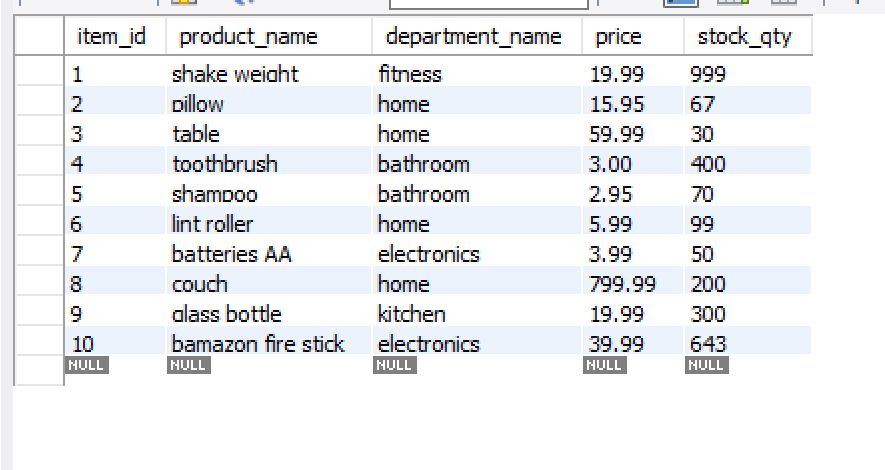 item_id product_name department_name price stock_qty
1 shake weight fitness 19.99 999
2 pillow home 15.95 67
3 table home 59.99 30
4 toothbrush bathroom 3.00 400
5 shampoo bathroom 2.95 70
6 lint roller home 5.99 99
7 batteries AA electronics 3.99 50
8 couch home 799.99 200
9 glass bottle kitchen 19.99 300
10 bamazon fire stick electronics 39.99 643
NULL NULL NULL NULL NULL